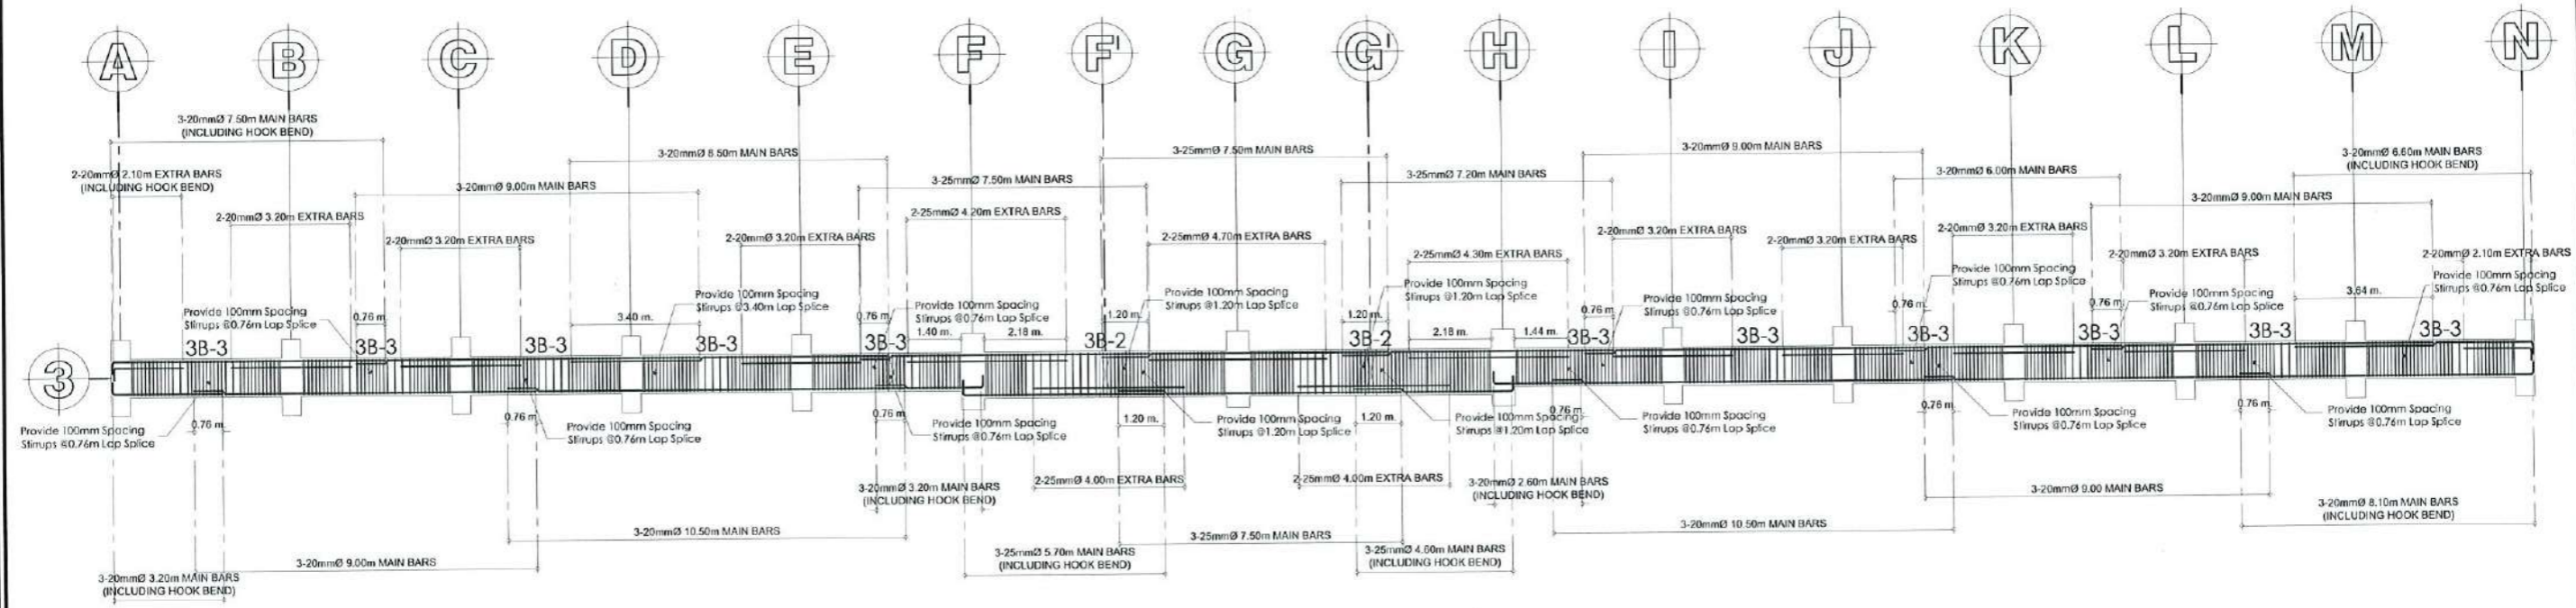 A B C D E F F' G G' H I J K L M N
3-20mmØ 7.50m MAIN BARS
(INCLUDING HOOK BEND)
2-20mmØ 2.10m EXTRA BARS
(INCLUDING HOOK BEND)
2-20mmØ 3.20m EXTRA BARS
3-20mmØ 9.00m MAIN BARS
2-20mmØ 3.20m EXTRA BARS
3-20mmØ 8.50m MAIN BARS
2-20mmØ 3.20m EXTRA BARS
3-25mmØ 7.50m MAIN BARS
2-25mmØ 4.20m EXTRA BARS
3-25mmØ 7.50m MAIN BARS
2-25mmØ 4.70m EXTRA BARS
3-25mmØ 7.20m MAIN BARS
2-25mmØ 4.30m EXTRA BARS
3-20mmØ 9.00m MAIN BARS
2-20mmØ 3.20m EXTRA BARS
2-20mmØ 3.20m EXTRA BARS
3-20mmØ 6.00m MAIN BARS
2-20mmØ 3.20m EXTRA BARS
3-20mmØ 6.60m MAIN BARS
(INCLUDING HOOK BEND)
3-20mmØ 9.00m MAIN BARS
2-20mmØ 3.20m EXTRA BARS
2-20mmØ 2.10m EXTRA BARS
Provide 100mm Spacing
Stirrups @0.76m Lap Splice
0.76 m.
3.40 m.
Provide 100mm Spacing
Stirrups @3.40m Lap Splice
0.76 m.
Provide 100mm Spacing
Stirrups @0.76m Lap Splice
1.40 m.
2.18 m.
1.20 m.
Provide 100mm Spacing
Stirrups @1.20m Lap Splice
1.20 m.
Provide 100mm Spacing
Stirrups @1.20m Lap Splice
2.18 m.
1.44 m.
0.76 m.
Provide 100mm Spacing
Stirrups @0.76m Lap Splice
0.76 m.
Provide 100mm Spacing
Stirrups @0.76m Lap Splice
0.76 m.
Provide 100mm Spacing
Stirrups @0.76m Lap Splice
3.64 m.
Provide 100mm Spacing
Stirrups @0.76m Lap Splice
3B-3 3B-3 3B-3 3B-3 3B-3 3B-2 3B-2 3B-3 3B-3 3B-3 3B-3 3B-3 3B-3
3
Provide 100mm Spacing
Stirrups @0.76m Lap Splice
0.76 m.
0.76 m.
Provide 100mm Spacing
Stirrups @0.76m Lap Splice
0.76 m.
Provide 100mm Spacing
Stirrups @0.76m Lap Splice
1.20 m.
Provide 100mm Spacing
Stirrups @1.20m Lap Splice
1.20 m.
Provide 100mm Spacing
Stirrups @1.20m Lap Splice
0.76 m.
Provide 100mm Spacing
Stirrups @0.76m Lap Splice
0.76 m.
Provide 100mm Spacing
Stirrups @0.76m Lap Splice
0.76 m.
Provide 100mm Spacing
Stirrups @0.76m Lap Splice
3-20mmØ 3.20m MAIN BARS
(INCLUDING HOOK BEND)
2-25mmØ 4.00m EXTRA BARS
2-25mmØ 4.00m EXTRA BARS
3-20mmØ 2.60m MAIN BARS
(INCLUDING HOOK BEND)
3-20mmØ 9.00 MAIN BARS
3-20mmØ 8.10m MAIN BARS
(INCLUDING HOOK BEND)
3-20mmØ 10.50m MAIN BARS
3-25mmØ 7.50m MAIN BARS
3-20mmØ 10.50m MAIN BARS
3-25mmØ 5.70m MAIN BARS
(INCLUDING HOOK BEND)
3-25mmØ 4.60m MAIN BARS
(INCLUDING HOOK BEND)
3-20mmØ 9.00m MAIN BARS
3-20mmØ 3.20m MAIN BARS
(INCLUDING HOOK BEND)